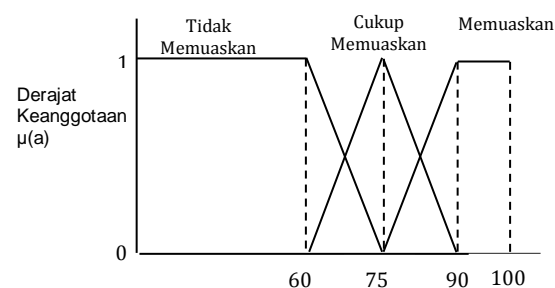 Tidak
Memuaskan
Cukup
Memuaskan
Memuaskan
1
Derajat
Keanggotaan
μ(a)
0
60
75
90
100